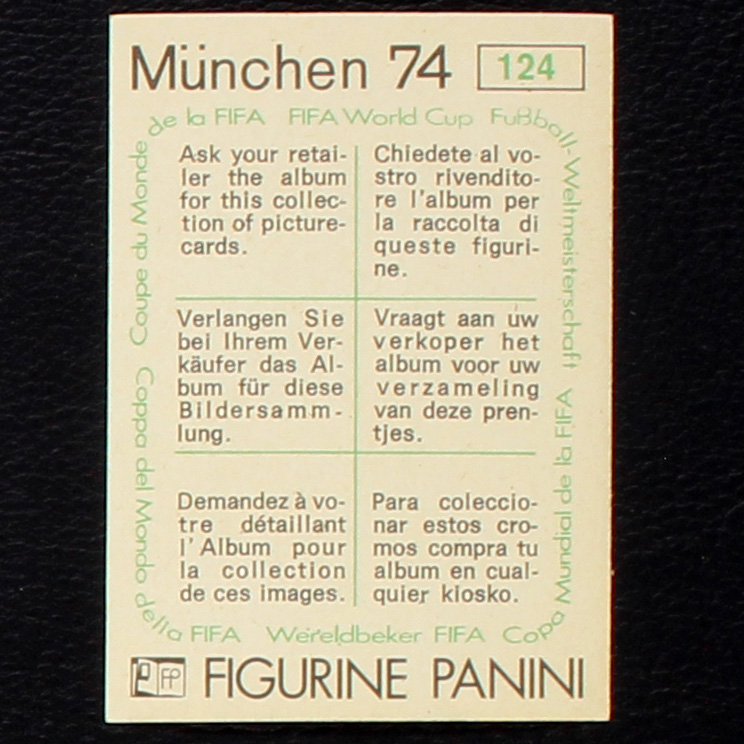 München 74 124
Coupe du Monde de la FIFA FIFA World Cup Fußball-Weltmeisterschaft
Ask your retai-
ler the album
for this collec-
tion of picture-
cards.
Chiedete al vo-
stro rivendito-
re l'album per
la raccolta di
queste figuri-
ne.
Verlangen Sie
bei Ihrem Ver-
käufer das Al-
bum für diese
Bildersamm-
lung.
Vraagt aan uw
verkoper het
album voor uw
verzameling
van deze pren-
tjes.
Demandez à vo-
tre détaillant
l'Album pour
la collection
de ces images.
Para coleccio-
nar estos cro-
mos compra tu
album en cual-
quier kiosko.
Coppa del Mondo della FIFA Wereldbeker FIFA Copa Mundial de la FIFA
FP FIGURINE PANINI